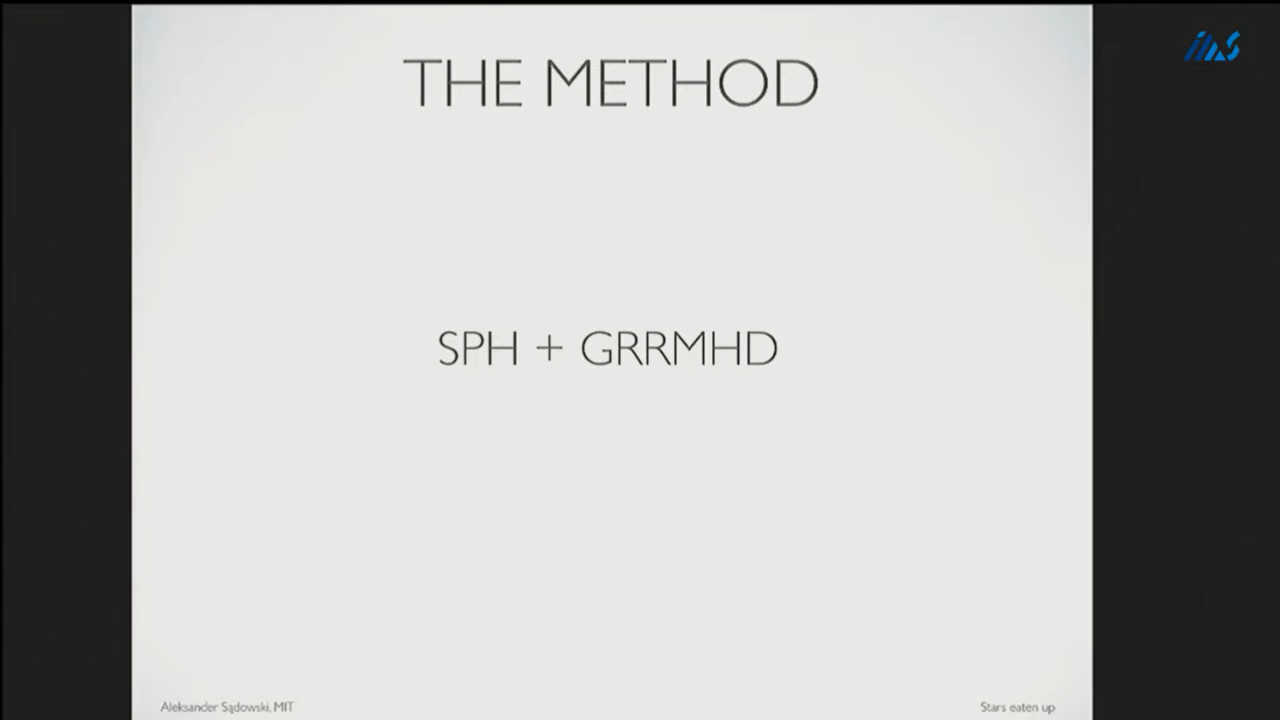 THE METHOD
SPH + GRRMHD
Aleksander Sądowski, MIT
Stars eaten up